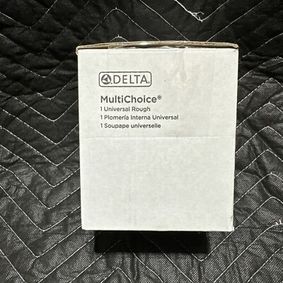 DELTA
MultiChoice®
1 Universal Rough
1 Plomería Interna Universal
1 Soupape universelle